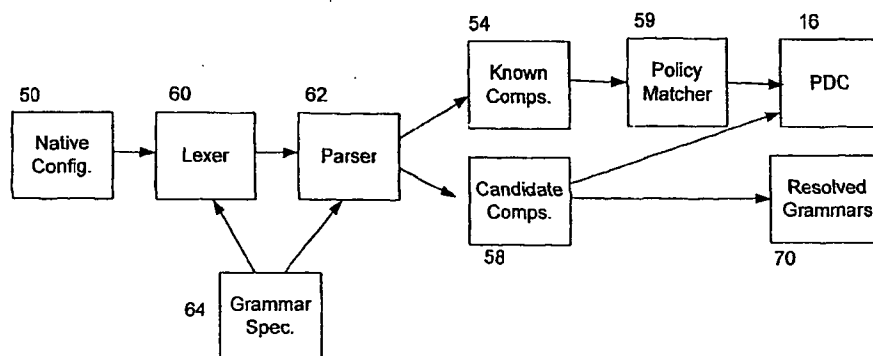 54
59
16
Known
Comps.
Policy
Matcher
PDC
50
60
62
Native
Config.
Lexer
Parser
Candidate
Comps.
58
Resolved
Grammars
70
64
Grammar
Spec.